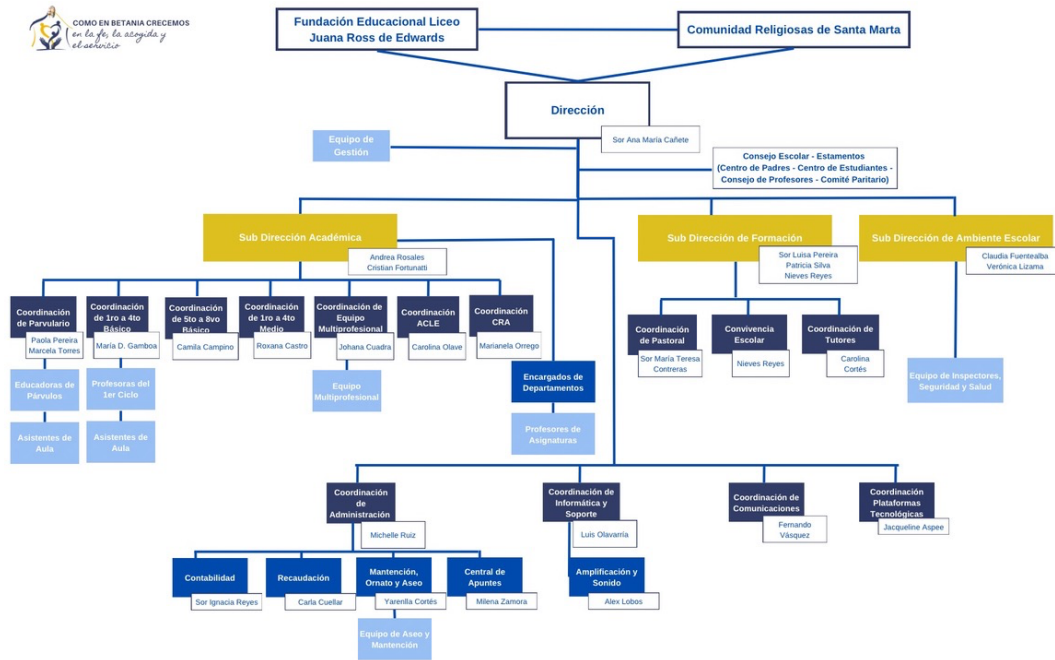 COMO EN BETANIA CRECEMOS
en la fe, la acogida y
el servicio
Fundación Educacional Liceo
Juana Ross de Edwards
Comunidad Religiosas de Santa Marta
Dirección
Sor Ana María Cañete
Equipo de
Gestión
Consejo Escolar - Estamentos
(Centro de Padres - Centro de Estudiantes -
Consejo de Profesores - Comité Paritario)
Sub Dirección Académica
Andrea Rosales
Cristian Fortunatti
Sub Dirección de Formación
Sor Luisa Pereira
Patricia Silva
Nieves Reyes
Sub Dirección de Ambiente Escolar
Claudia Fuentealba
Verónica Lizama
Coordinación
de Parvulario
Paola Pereira
Marcela Torres
Coordinación
de 1ro a 4to
Básico
María D. Gamboa
Coordinación
de 5to a 8vo
Básico
Camila Campino
Coordinación
de 1ro a 4to
Medio
Roxana Castro
Coordinación de
Equipo
Multiprofesional
Johana Cuadra
Coordinación
ACLE
Carolina Olave
Coordinación
CRA
Marianela Orrego
Coordinación
de Pastoral
Sor María Teresa
Contreras
Convivencia
Escolar
Nieves Reyes
Coordinación de
Tutores
Carolina
Cortés
Educadoras de
Párvulos
Profesoras del
1er Ciclo
Equipo
Multiprofesional
Encargados de
Departamentos
Equipo de Inspectores,
Seguridad y Salud
Asistentes de
Aula
Asistentes de
Aula
Profesores de
Asignaturas
Coordinación
de
Administración
Michelle Ruiz
Coordinación de
Informática y
Soporte
Luis Olavarría
Coordinación de
Comunicaciones
Fernando
Vásquez
Coordinación
Plataformas
Tecnológicas
Jacqueline Aspee
Contabilidad
Sor Ignacia Reyes
Recaudación
Carla Cuellar
Mantención,
Ornato y Aseo
Yarenlla Cortés
Central de
Apuntes
Milena Zamora
Amplificación y
Sonido
Alex Lobos
Equipo de Aseo y
Mantención